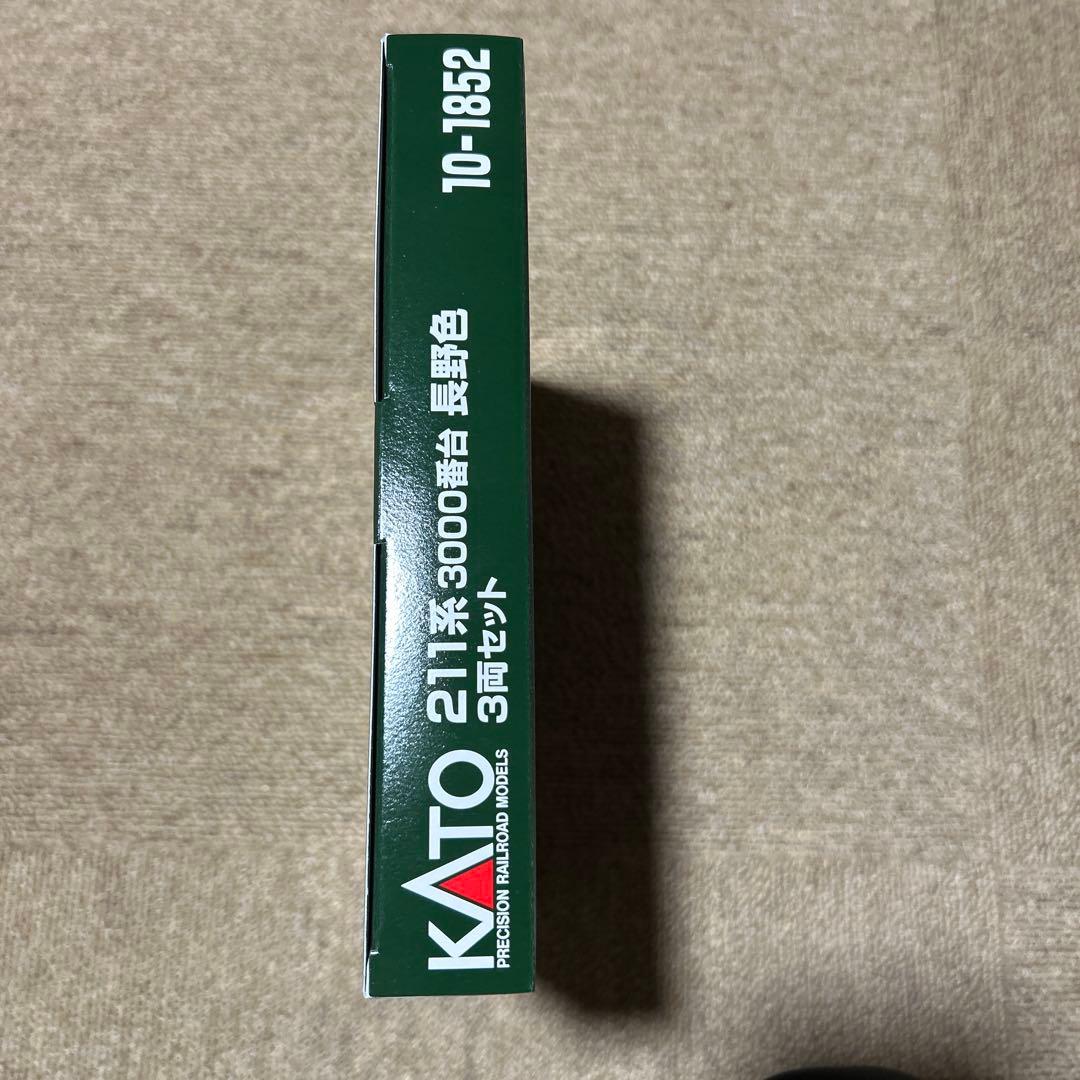 KATO
PRECISION RAILROAD MODELS
211系 3000番台 長野色
3両セット
10-1852